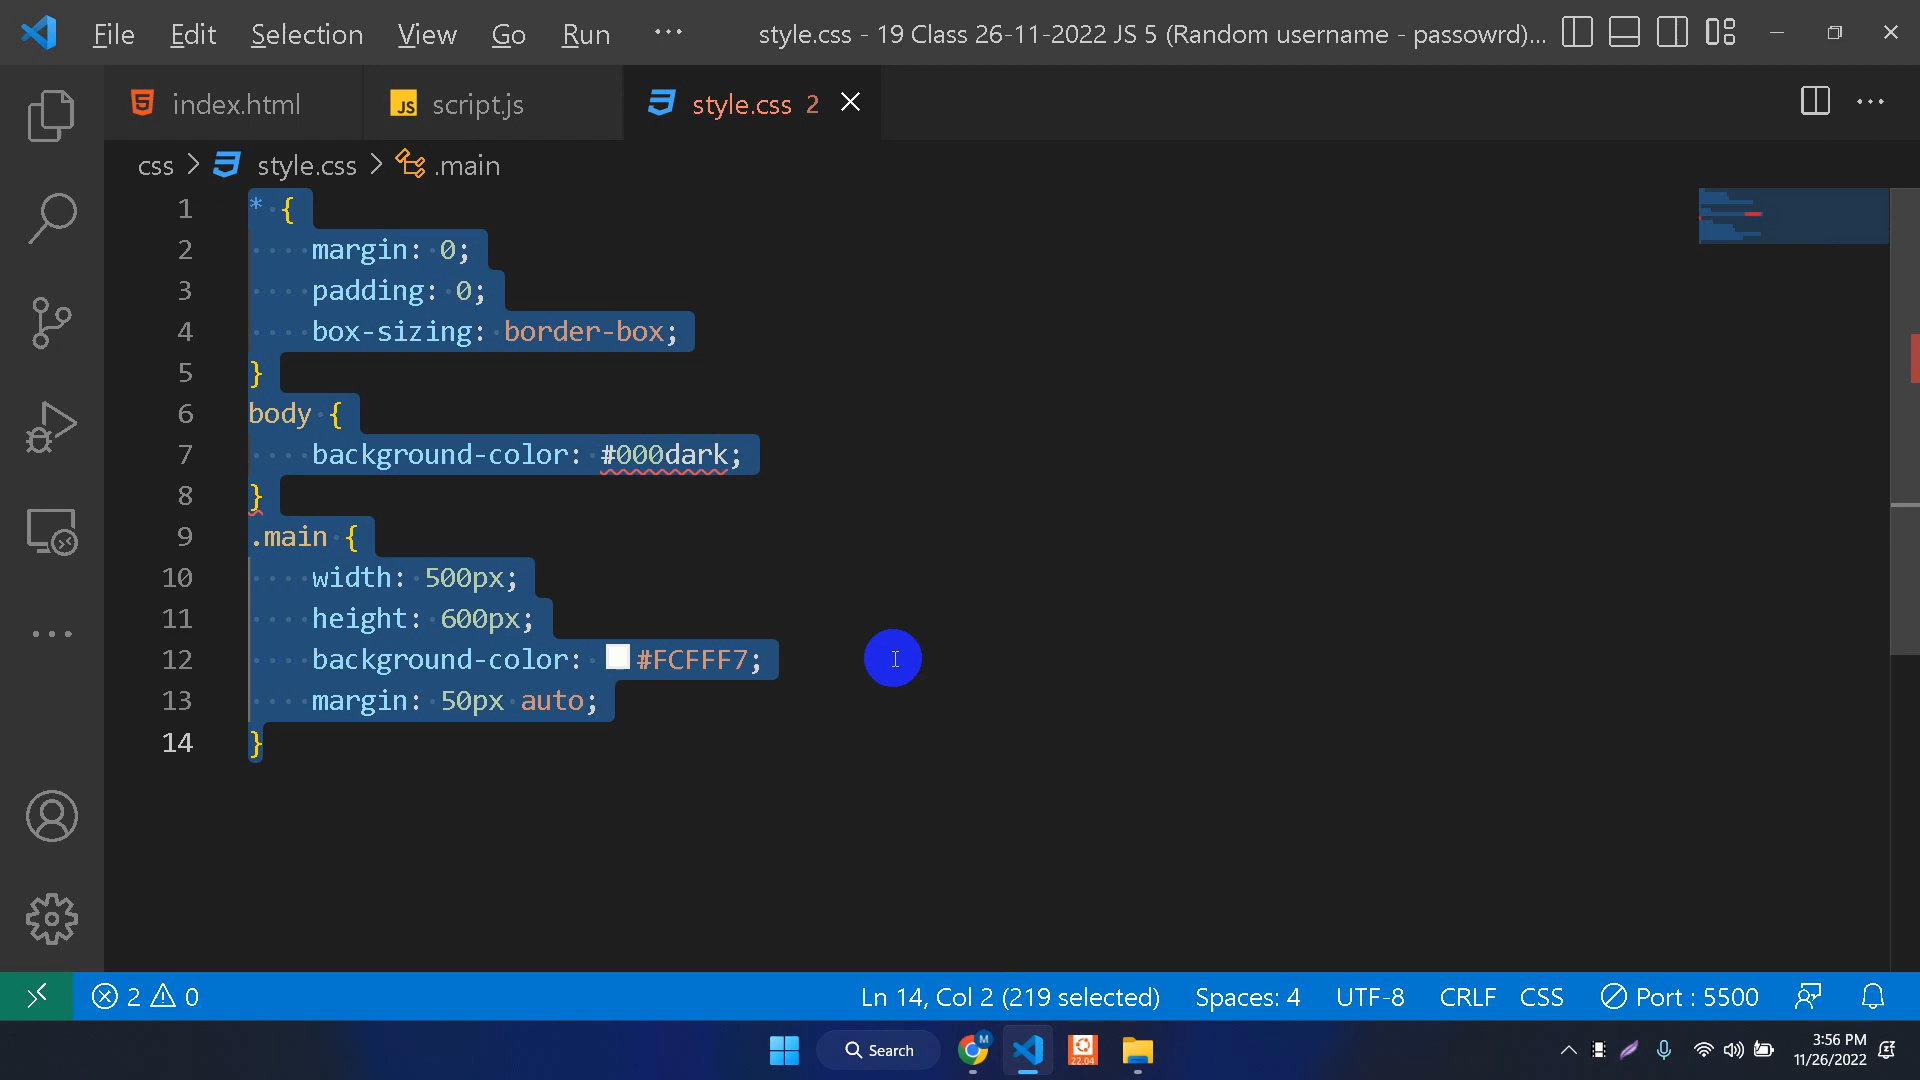 File Edit Selection View Go Run ··· style.css - 19 Class 26-11-2022 JS 5 (Random username - passowrd)...
index.html JS script.js style.css 2
css > style.css > .main
1 * {
2 margin: 0;
3 padding: 0;
4 box-sizing: border-box;
5 }
6 body {
7 background-color: #000dark;
8 }
9 .main {
10 width: 500px;
11 height: 600px;
12 background-color: #FCFFF7;
13 margin: 50px auto;
14 }
2 0 Ln 14, Col 2 (219 selected) Spaces: 4 UTF-8 CRLF CSS Port : 5500
Search M 22.04 3:56 PM
11/26/2022